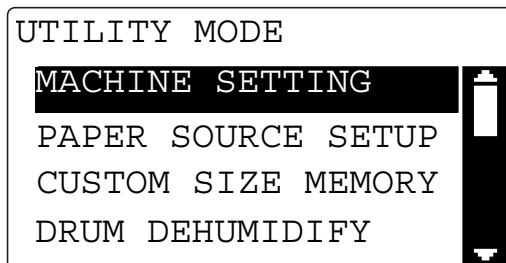 UTILITY MODE
MACHINE SETTING
PAPER SOURCE SETUP
CUSTOM SIZE MEMORY
DRUM DEHUMIDIFY